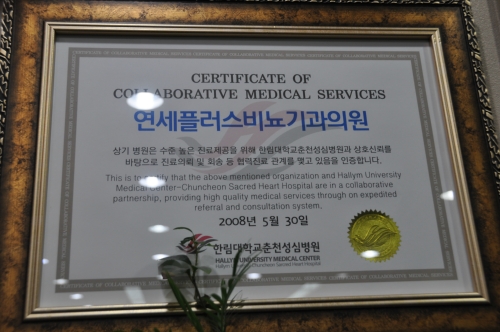 CERTIFICATE OF
COLLABORATIVE MEDICAL SERVICES
연세플러스비뇨기과의원
상기 병원은 수준 높은 진료제공을 위해 한림대학교춘천성심병원과 상호신뢰를
바탕으로 진료의뢰 및 회송 등 협력진료 관계를 맺고 있음을 인증합니다.
This is to certify that the above mentioned organization and Hallym University
Medical Center-Chuncheon Sacred Heart Hospital are in a collaborative
partnership, providing high quality medical services through on expedited
referral and consultation system.
2008년 5월 30일
한림대학교춘천성심병원
HALLYM UNIVERSITY MEDICAL CENTER
Hallym University Chuncheon Sacred Heart Hospital